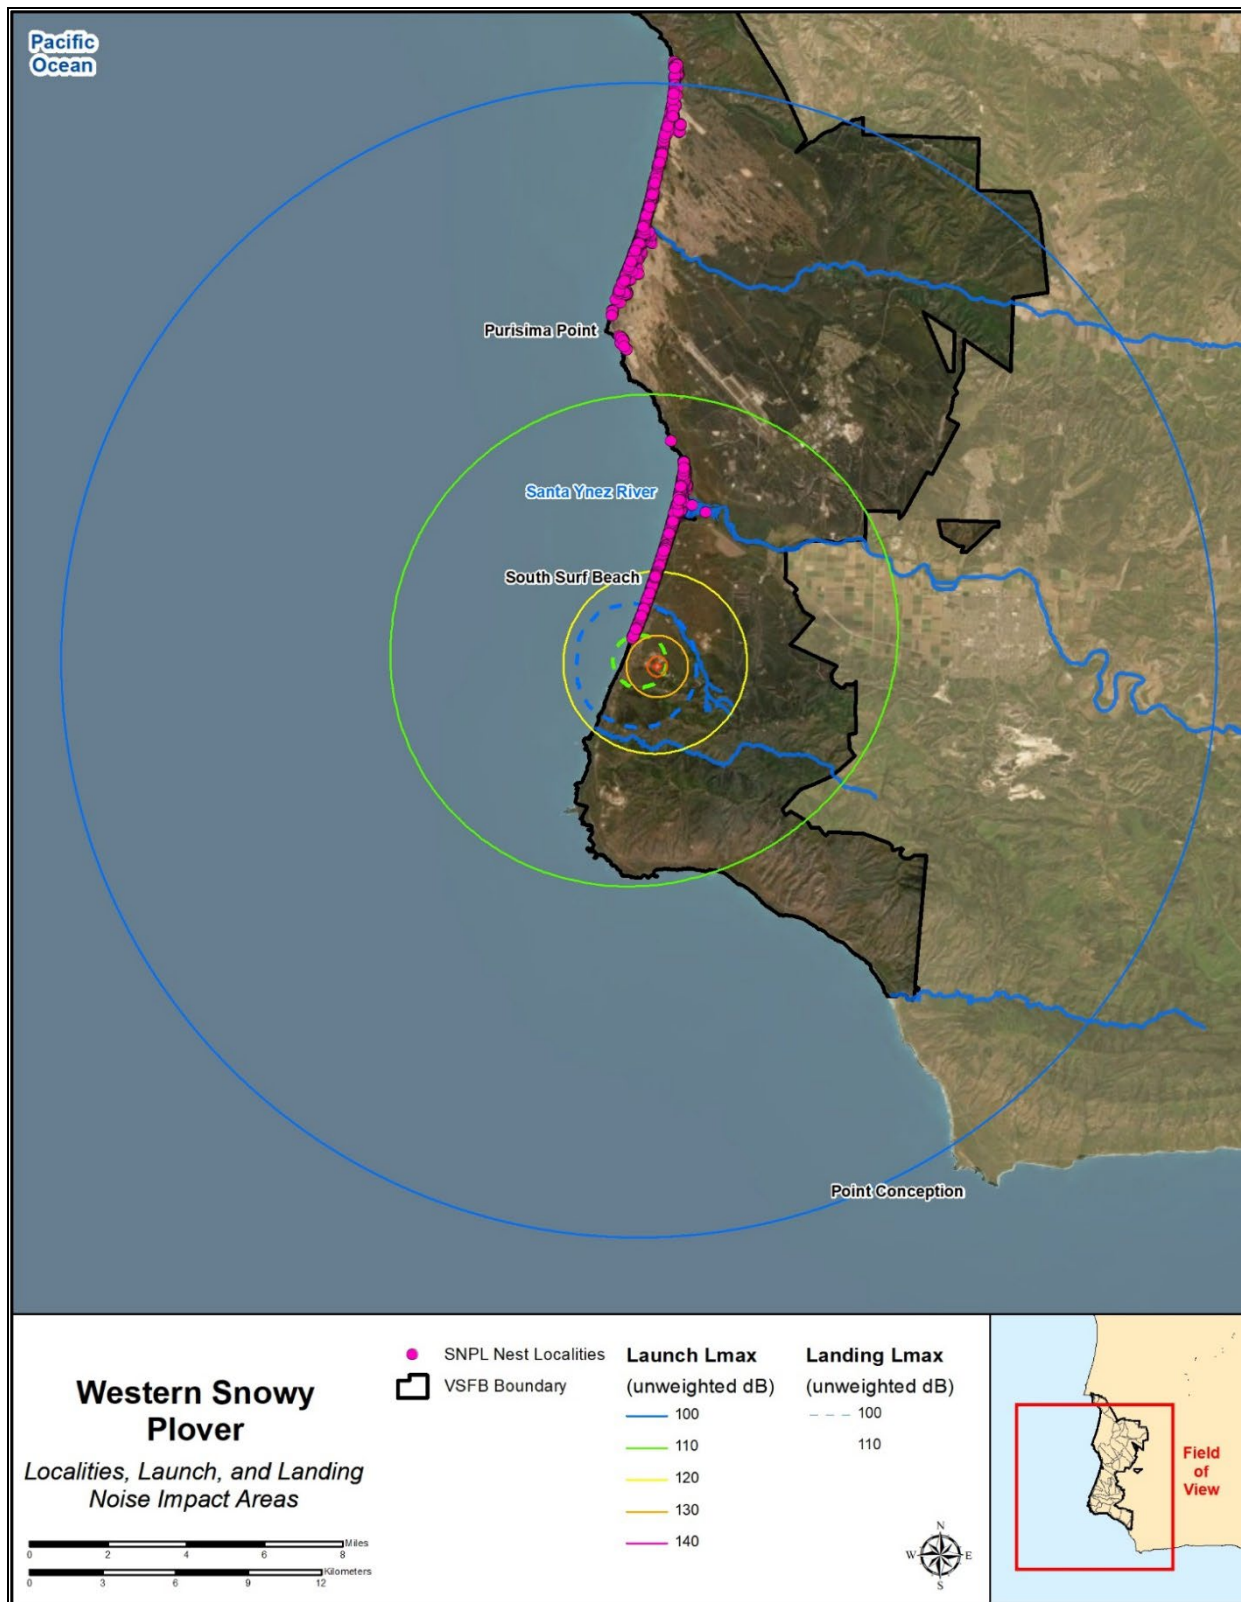 Pacific
Ocean
Purisima Point
Santa Ynez River
South Surf Beach
Point Conception
Western Snowy
Plover
Localities, Launch, and Landing
Noise Impact Areas
Miles
0 2 4 6 8
Kilometers
0 3 6 9 12
SNPL Nest Localities
VSFB Boundary
Launch Lmax
(unweighted dB)
100
110
120
130
140
Landing Lmax
(unweighted dB)
100
110
N
W E
S
Field
of
View